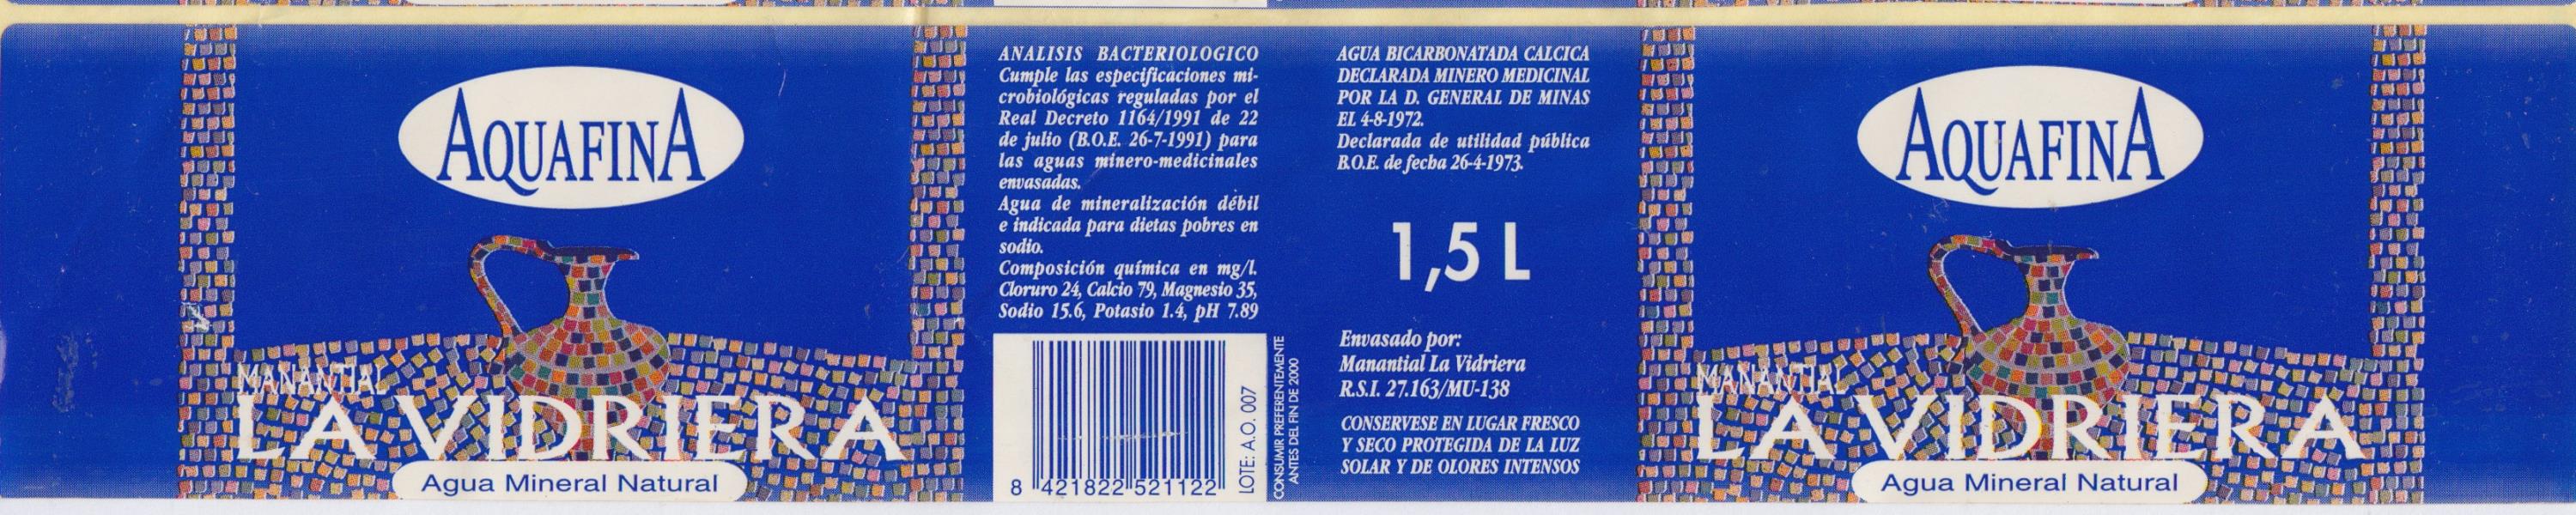 AQUAFINA
MANANTIAL
LA VIDRIERA
Agua Mineral Natural
ANALISIS BACTERIOLOGICO
Cumple las especificaciones mi-
crobiológicas reguladas por el
Real Decreto 1164/1991 de 22
de julio (B.O.E. 26-7-1991) para
las aguas minero-medicinales
envasadas.
Agua de mineralización débil
e indicada para dietas pobres en
sodio.
Composición química en mg/l.
Cloruro 24, Calcio 79, Magnesio 35,
Sodio 15.6, Potasio 1.4, pH 7.89
8 421822 521122
LOTE: A.O. 007
CONSUMIR PREFERENTEMENTE
ANTES DEL FIN DE 2000
AGUA BICARBONATADA CALCICA
DECLARADA MINERO MEDICINAL
POR LA D. GENERAL DE MINAS
EL 4-8-1972.
Declarada de utilidad pública
B.O.E. de fecha 26-4-1973.
1,5 L
Envasado por:
Manantial La Vidriera
R.S.I. 27.163/MU-138
CONSERVESE EN LUGAR FRESCO
Y SECO PROTEGIDA DE LA LUZ
SOLAR Y DE OLORES INTENSOS
AQUAFINA
MANANTIAL
LA VIDRIERA
Agua Mineral Natural